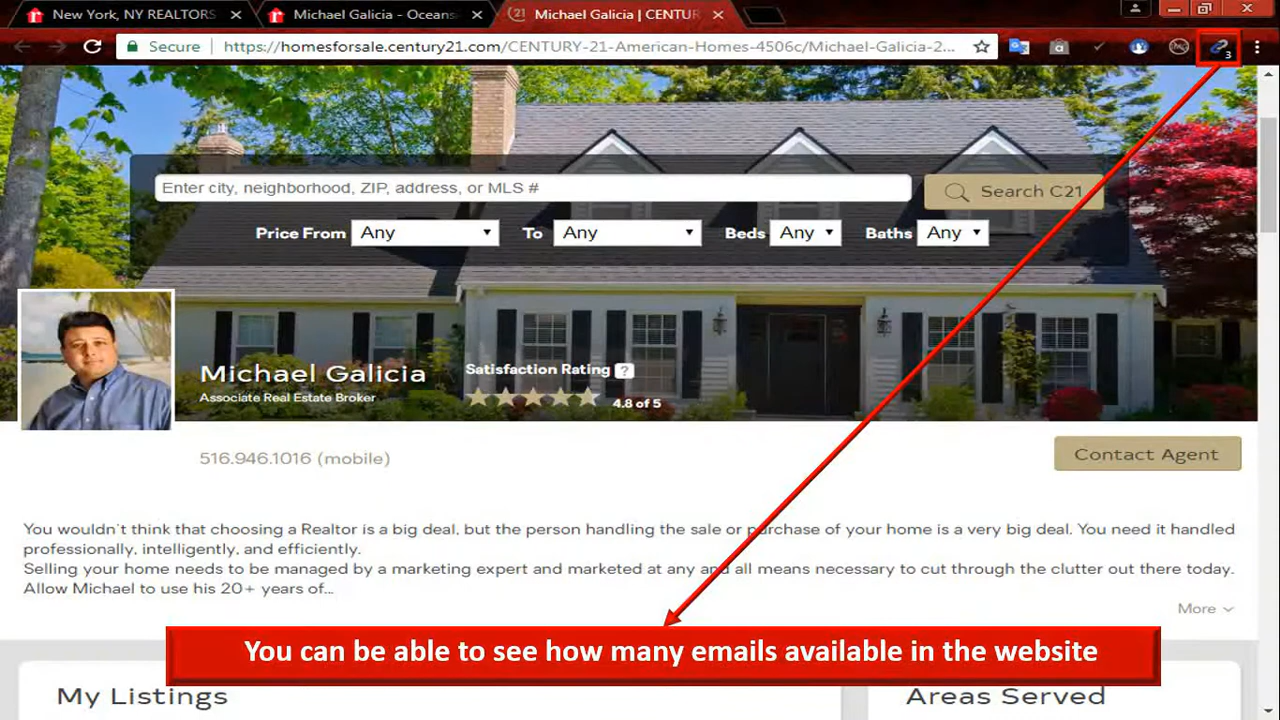 New York, NY REALTORS
Michael Galicia - Oceans
Michael Galicia | CENTUR
Secure https://homesforsale.century21.com/CENTURY-21-American-Homes-4506c/Michael-Galicia-2...
3
Enter city, neighborhood, ZIP, address, or MLS #
Search C21
Price From Any To Any Beds Any Baths Any
Michael Galicia
Associate Real Estate Broker
Satisfaction Rating ?
4.8 of 5
516.946.1016 (mobile)
Contact Agent
You wouldn't think that choosing a Realtor is a big deal, but the person handling the sale or purchase of your home is a very big deal. You need it handled
professionally, intelligently, and efficiently.
Selling your home needs to be managed by a marketing expert and marketed at any and all means necessary to cut through the clutter out there today.
Allow Michael to use his 20+ years of...
More
You can be able to see how many emails available in the website
My Listings
Areas Served